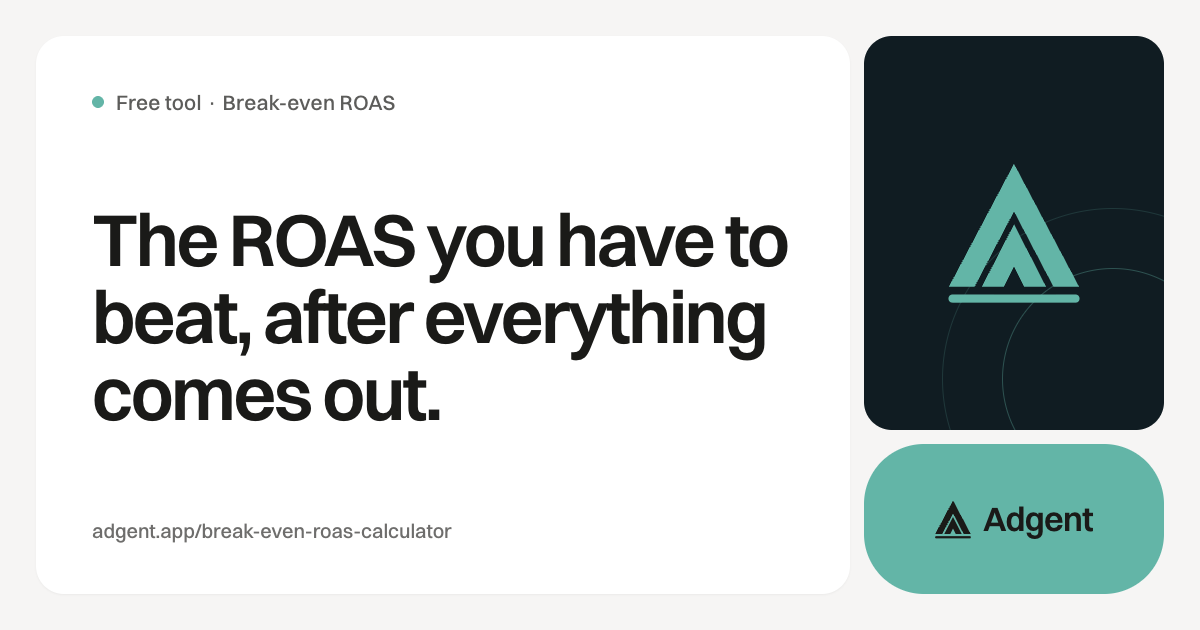 Free tool · Break-even ROAS
The ROAS you have to
beat, after everything
comes out.
adgent.app/break-even-roas-calculator
Adgent